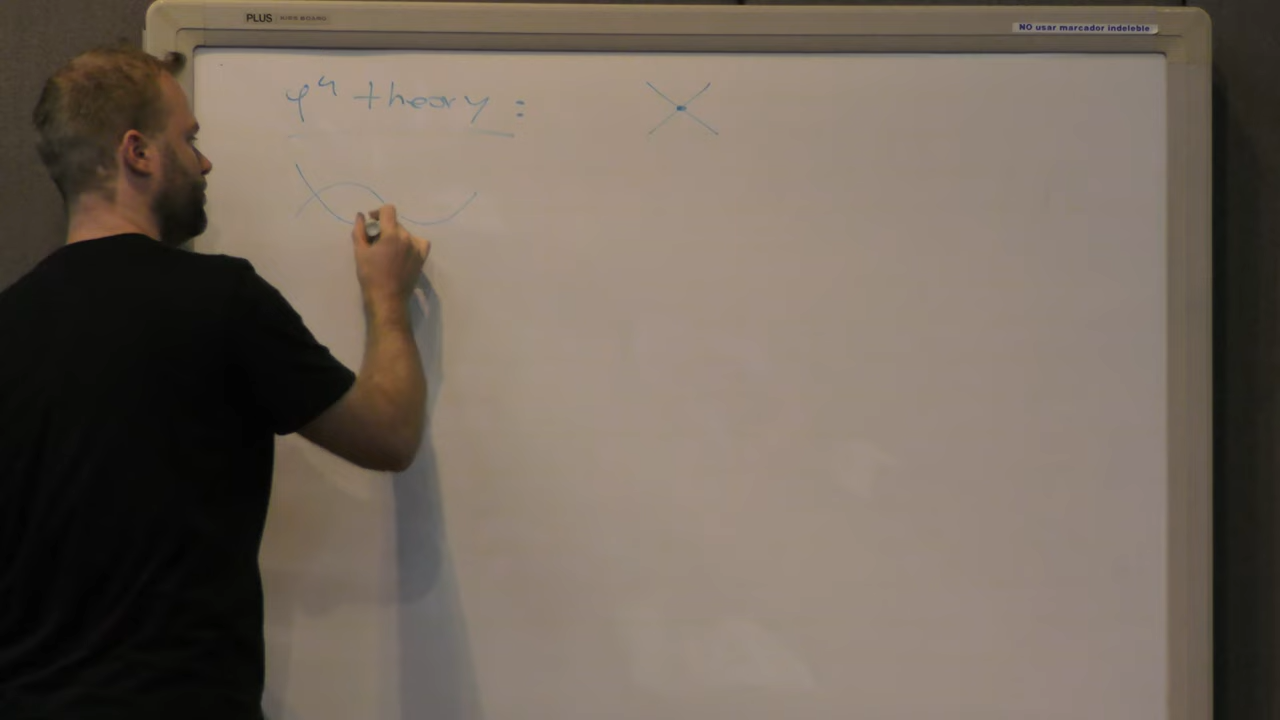 PLUS
NO usar marcador indeleble
φ⁴ theory :